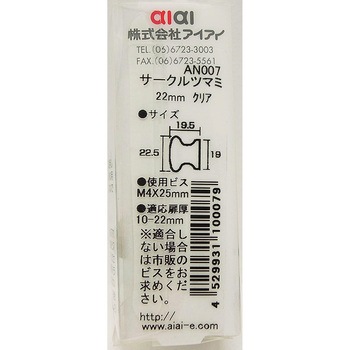 aiai
株式会社アイアイ
TEL.(06)6723-3003
FAX.(06)6723-5561
AN007
サークルツマミ
22mm クリア
●サイズ
19.5
22.5
19
●使用ビス
M4X25mm
●適応扉厚
10-22mm
※適合し
ない場合
は市販の
ビスをお
求めくだ
さい。
http://
www.aiai-e.com/
4 529931 100079